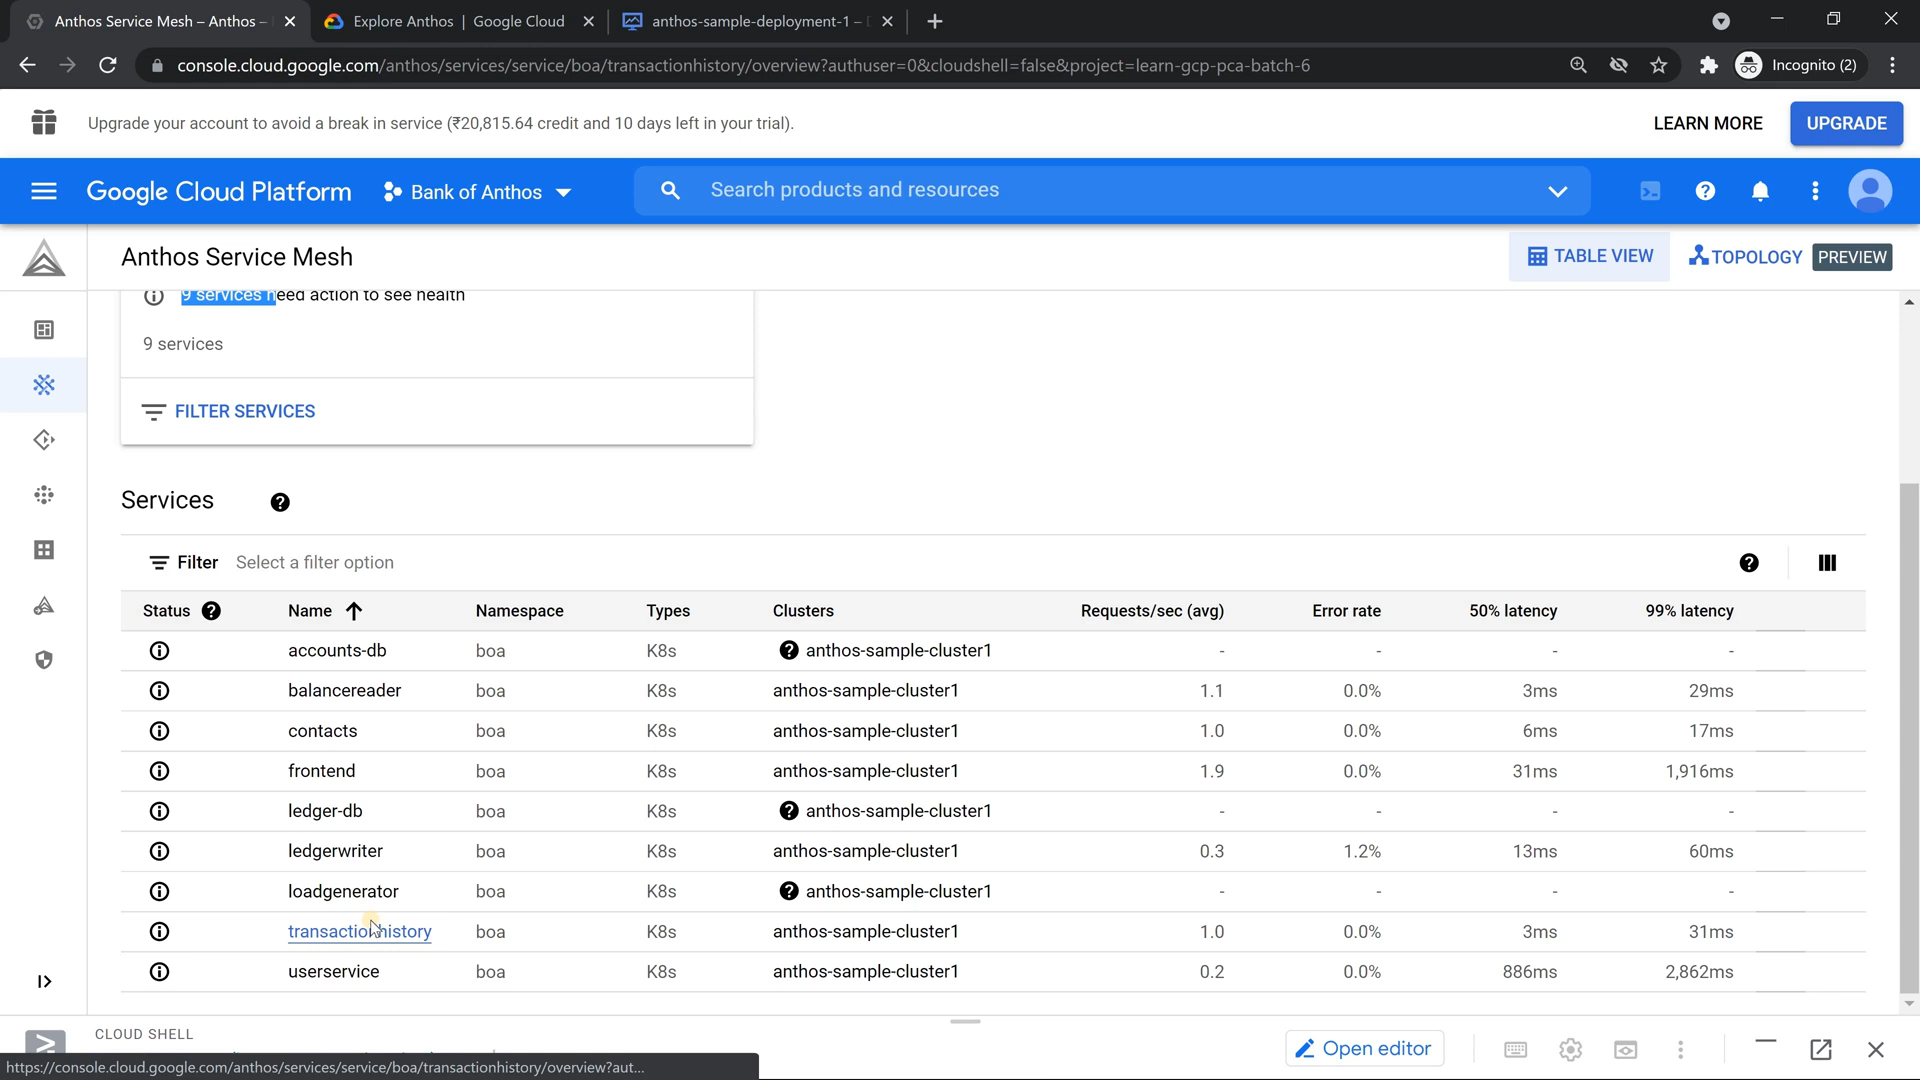 Anthos Service Mesh – Anthos –
Explore Anthos | Google Cloud
anthos-sample-deployment-1 –
console.cloud.google.com/anthos/services/service/boa/transactionhistory/overview?authuser=0&cloudshell=false&project=learn-gcp-pca-batch-6
Incognito (2)
Upgrade your account to avoid a break in service (₹20,815.64 credit and 10 days left in your trial).
LEARN MORE
UPGRADE
Google Cloud Platform
Bank of Anthos
Search products and resources
Anthos Service Mesh
TABLE VIEW
TOPOLOGY PREVIEW
9 services need action to see health
9 services
FILTER SERVICES
Services
Filter Select a filter option
Status Name Namespace Types Clusters Requests/sec (avg) Error rate 50% latency 99% latency
accounts-db boa K8s anthos-sample-cluster1 - - - -
balancereader boa K8s anthos-sample-cluster1 1.1 0.0% 3ms 29ms
contacts boa K8s anthos-sample-cluster1 1.0 0.0% 6ms 17ms
frontend boa K8s anthos-sample-cluster1 1.9 0.0% 31ms 1,916ms
ledger-db boa K8s anthos-sample-cluster1 - - - -
ledgerwriter boa K8s anthos-sample-cluster1 0.3 1.2% 13ms 60ms
loadgenerator boa K8s anthos-sample-cluster1 - - - -
transactionhistory boa K8s anthos-sample-cluster1 1.0 0.0% 3ms 31ms
userservice boa K8s anthos-sample-cluster1 0.2 0.0% 886ms 2,862ms
CLOUD SHELL
Open editor
https://console.cloud.google.com/anthos/services/service/boa/transactionhistory/overview?aut...